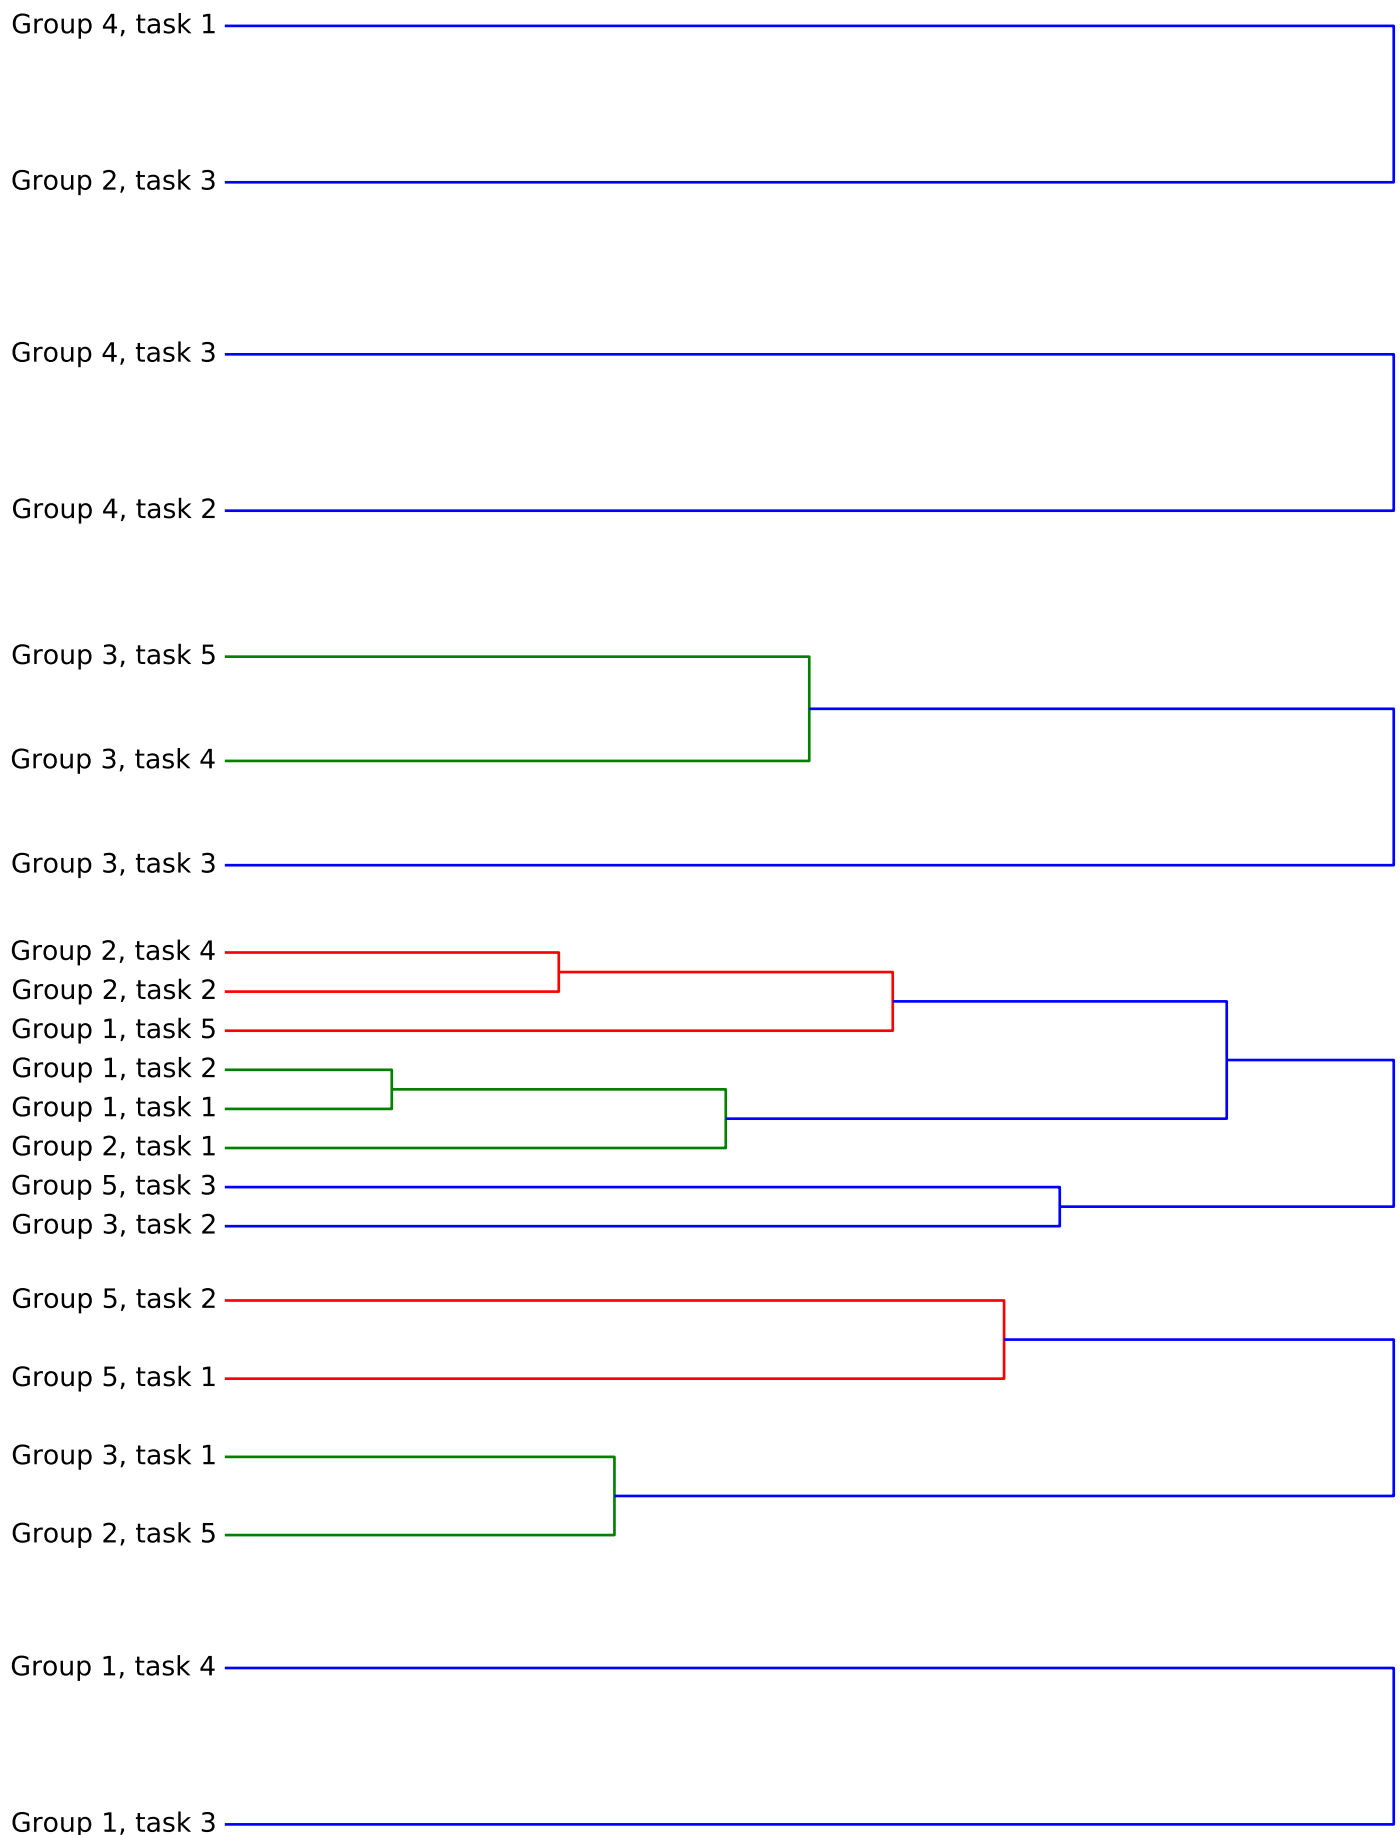 Group 4, task 1
Group 2, task 3
Group 4, task 3
Group 4, task 2
Group 3, task 5
Group 3, task 4
Group 3, task 3
Group 2, task 4
Group 2, task 2
Group 1, task 5
Group 1, task 2
Group 1, task 1
Group 2, task 1
Group 5, task 3
Group 3, task 2
Group 5, task 2
Group 5, task 1
Group 3, task 1
Group 2, task 5
Group 1, task 4
Group 1, task 3